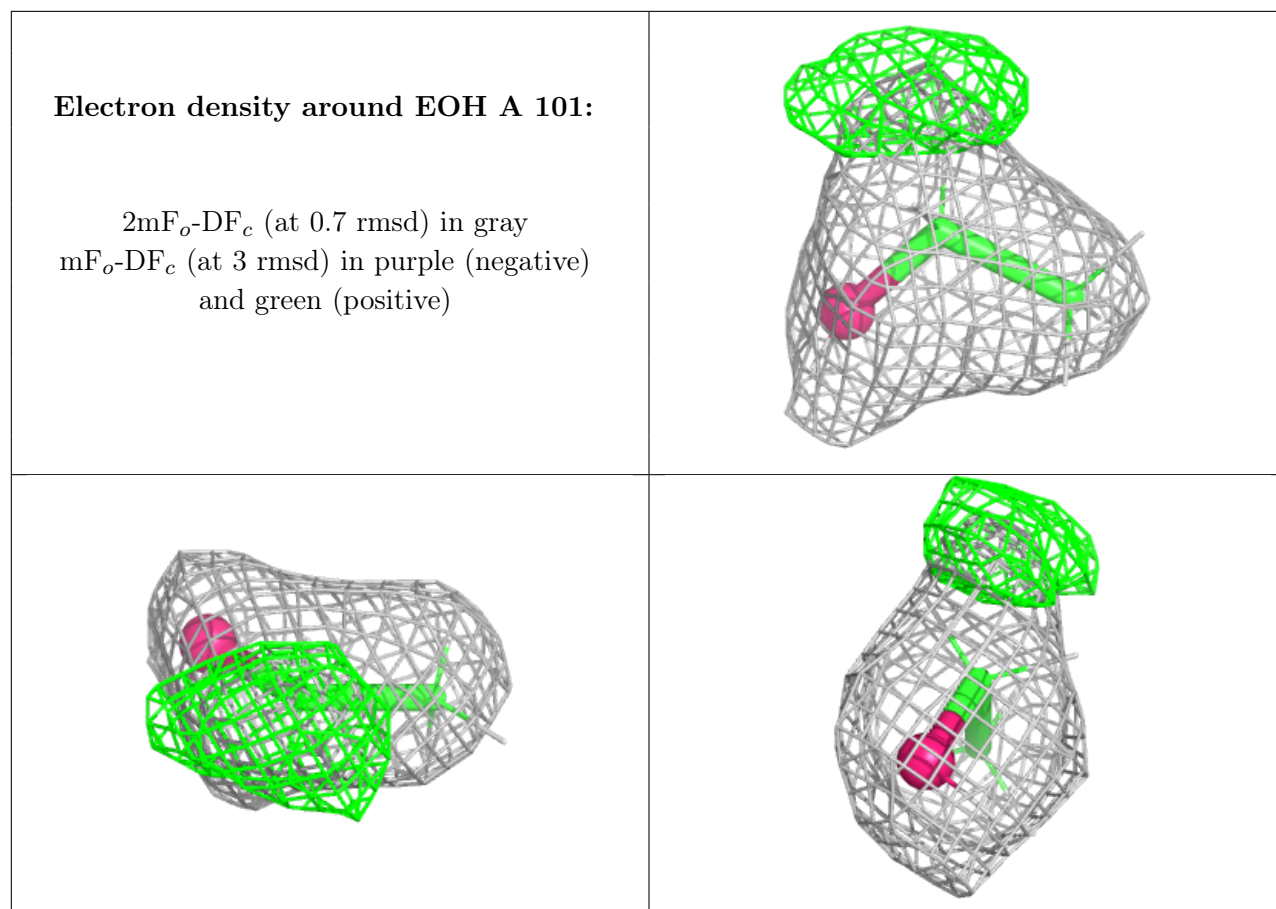 Electron density around EOH A 101:
2mFo-DFc (at 0.7 rmsd) in gray
mFo-DFc (at 3 rmsd) in purple (negative)
and green (positive)